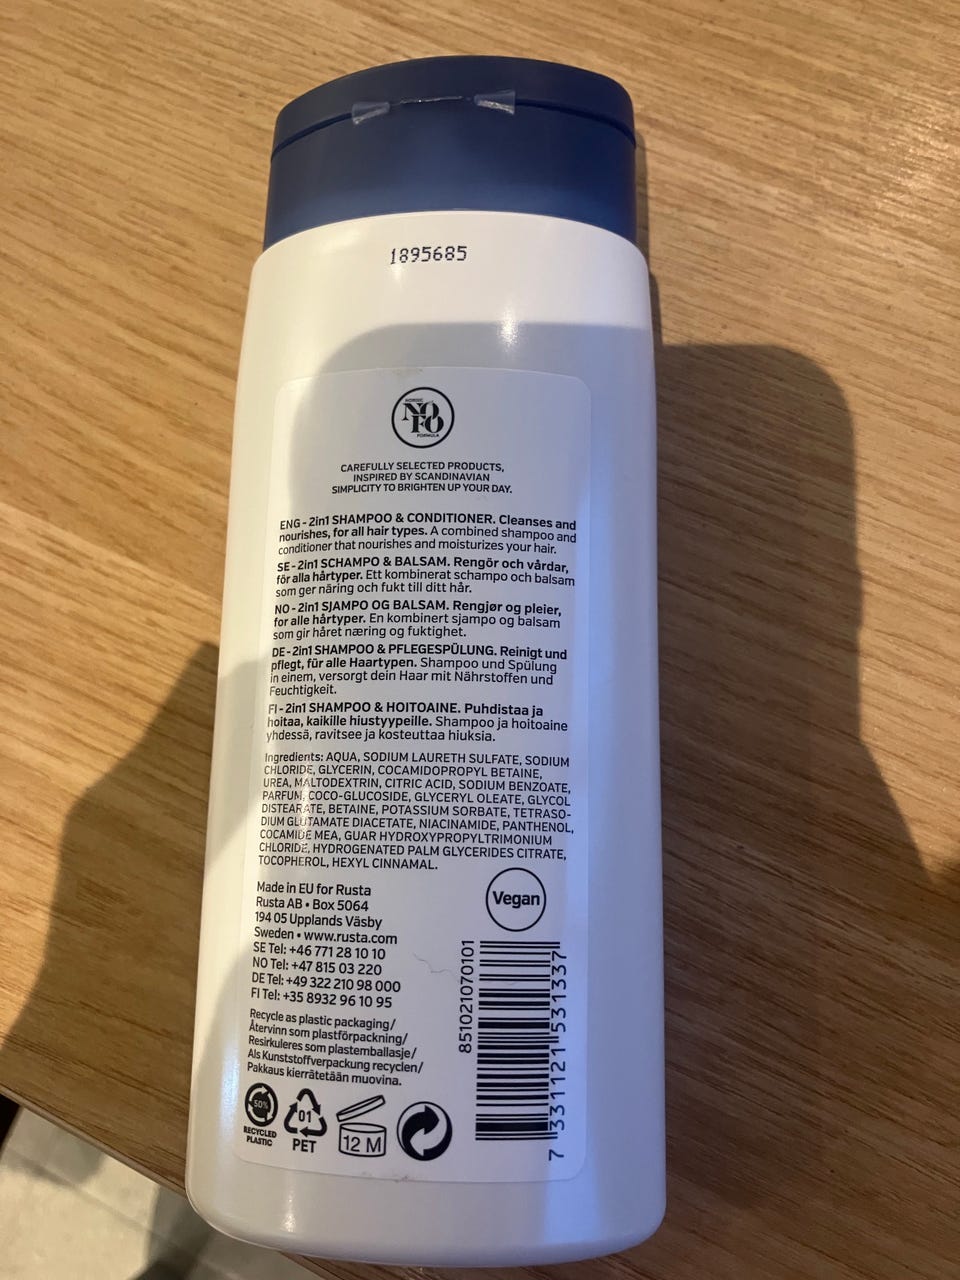 1895685
NORDIC
NO
FO
FORMULA
CAREFULLY SELECTED PRODUCTS,
INSPIRED BY SCANDINAVIAN
SIMPLICITY TO BRIGHTEN UP YOUR DAY.
ENG - 2in1 SHAMPOO & CONDITIONER. Cleanses and
nourishes, for all hair types. A combined shampoo and
conditioner that nourishes and moisturizes your hair.
SE - 2in1 SCHAMPO & BALSAM. Rengör och vårdar,
för alla hårtyper. Ett kombinerat schampo och balsam
som ger näring och fukt till ditt hår.
NO - 2in1 SJAMPO OG BALSAM. Rengjør og pleier,
for alle hårtyper. En kombinert sjampo og balsam
som gir håret næring og fuktighet.
DE - 2in1 SHAMPOO & PFLEGESPÜLUNG. Reinigt und
pflegt, für alle Haartypen. Shampoo und Spülung
in einem, versorgt dein Haar mit Nährstoffen und
Feuchtigkeit.
FI - 2in1 SHAMPOO & HOITOAINE. Puhdistaa ja
hoitaa, kaikille hiustyypeille. Shampoo ja hoitoaine
yhdessä, ravitsee ja kosteuttaa hiuksia.
Ingredients: AQUA, SODIUM LAURETH SULFATE, SODIUM
CHLORIDE, GLYCERIN, COCAMIDOPROPYL BETAINE,
UREA, MALTODEXTRIN, CITRIC ACID, SODIUM BENZOATE,
PARFUM, COCO-GLUCOSIDE, GLYCERYL OLEATE, GLYCOL
DISTEARATE, BETAINE, POTASSIUM SORBATE, TETRASO-
DIUM GLUTAMATE DIACETATE, NIACINAMIDE, PANTHENOL,
COCAMIDE MEA, GUAR HYDROXYPROPYLTRIMONIUM
CHLORIDE, HYDROGENATED PALM GLYCERIDES CITRATE,
TOCOPHEROL, HEXYL CINNAMAL.
Made in EU for Rusta
Rusta AB • Box 5064
194 05 Upplands Väsby
Sweden • www.rusta.com
SE Tel: +46 771 28 10 10
NO Tel: +47 815 03 220
DE Tel: +49 322 210 98 000
FI Tel: +35 8932 96 10 95
Recycle as plastic packaging/
Återvinn som plastförpackning/
Resirkuleres som plastemballasje/
Als Kunststoffverpackung recyclen/
Pakkaus kierrätetään muovina.
Vegan
851021070101
7 331121 531337
50%
RECYCLED
PLASTIC
01
PET
12 M